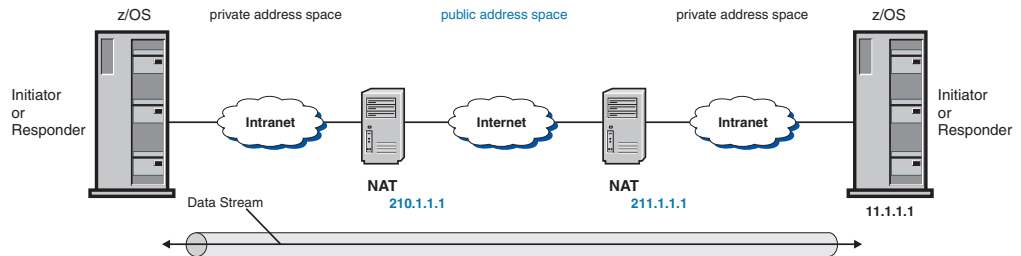 z/OS
private address space
public address space
private address space
z/OS
Initiator
or
Responder
Intranet
Internet
Intranet
Initiator
or
Responder
NAT
210.1.1.1
NAT
211.1.1.1
11.1.1.1
Data Stream